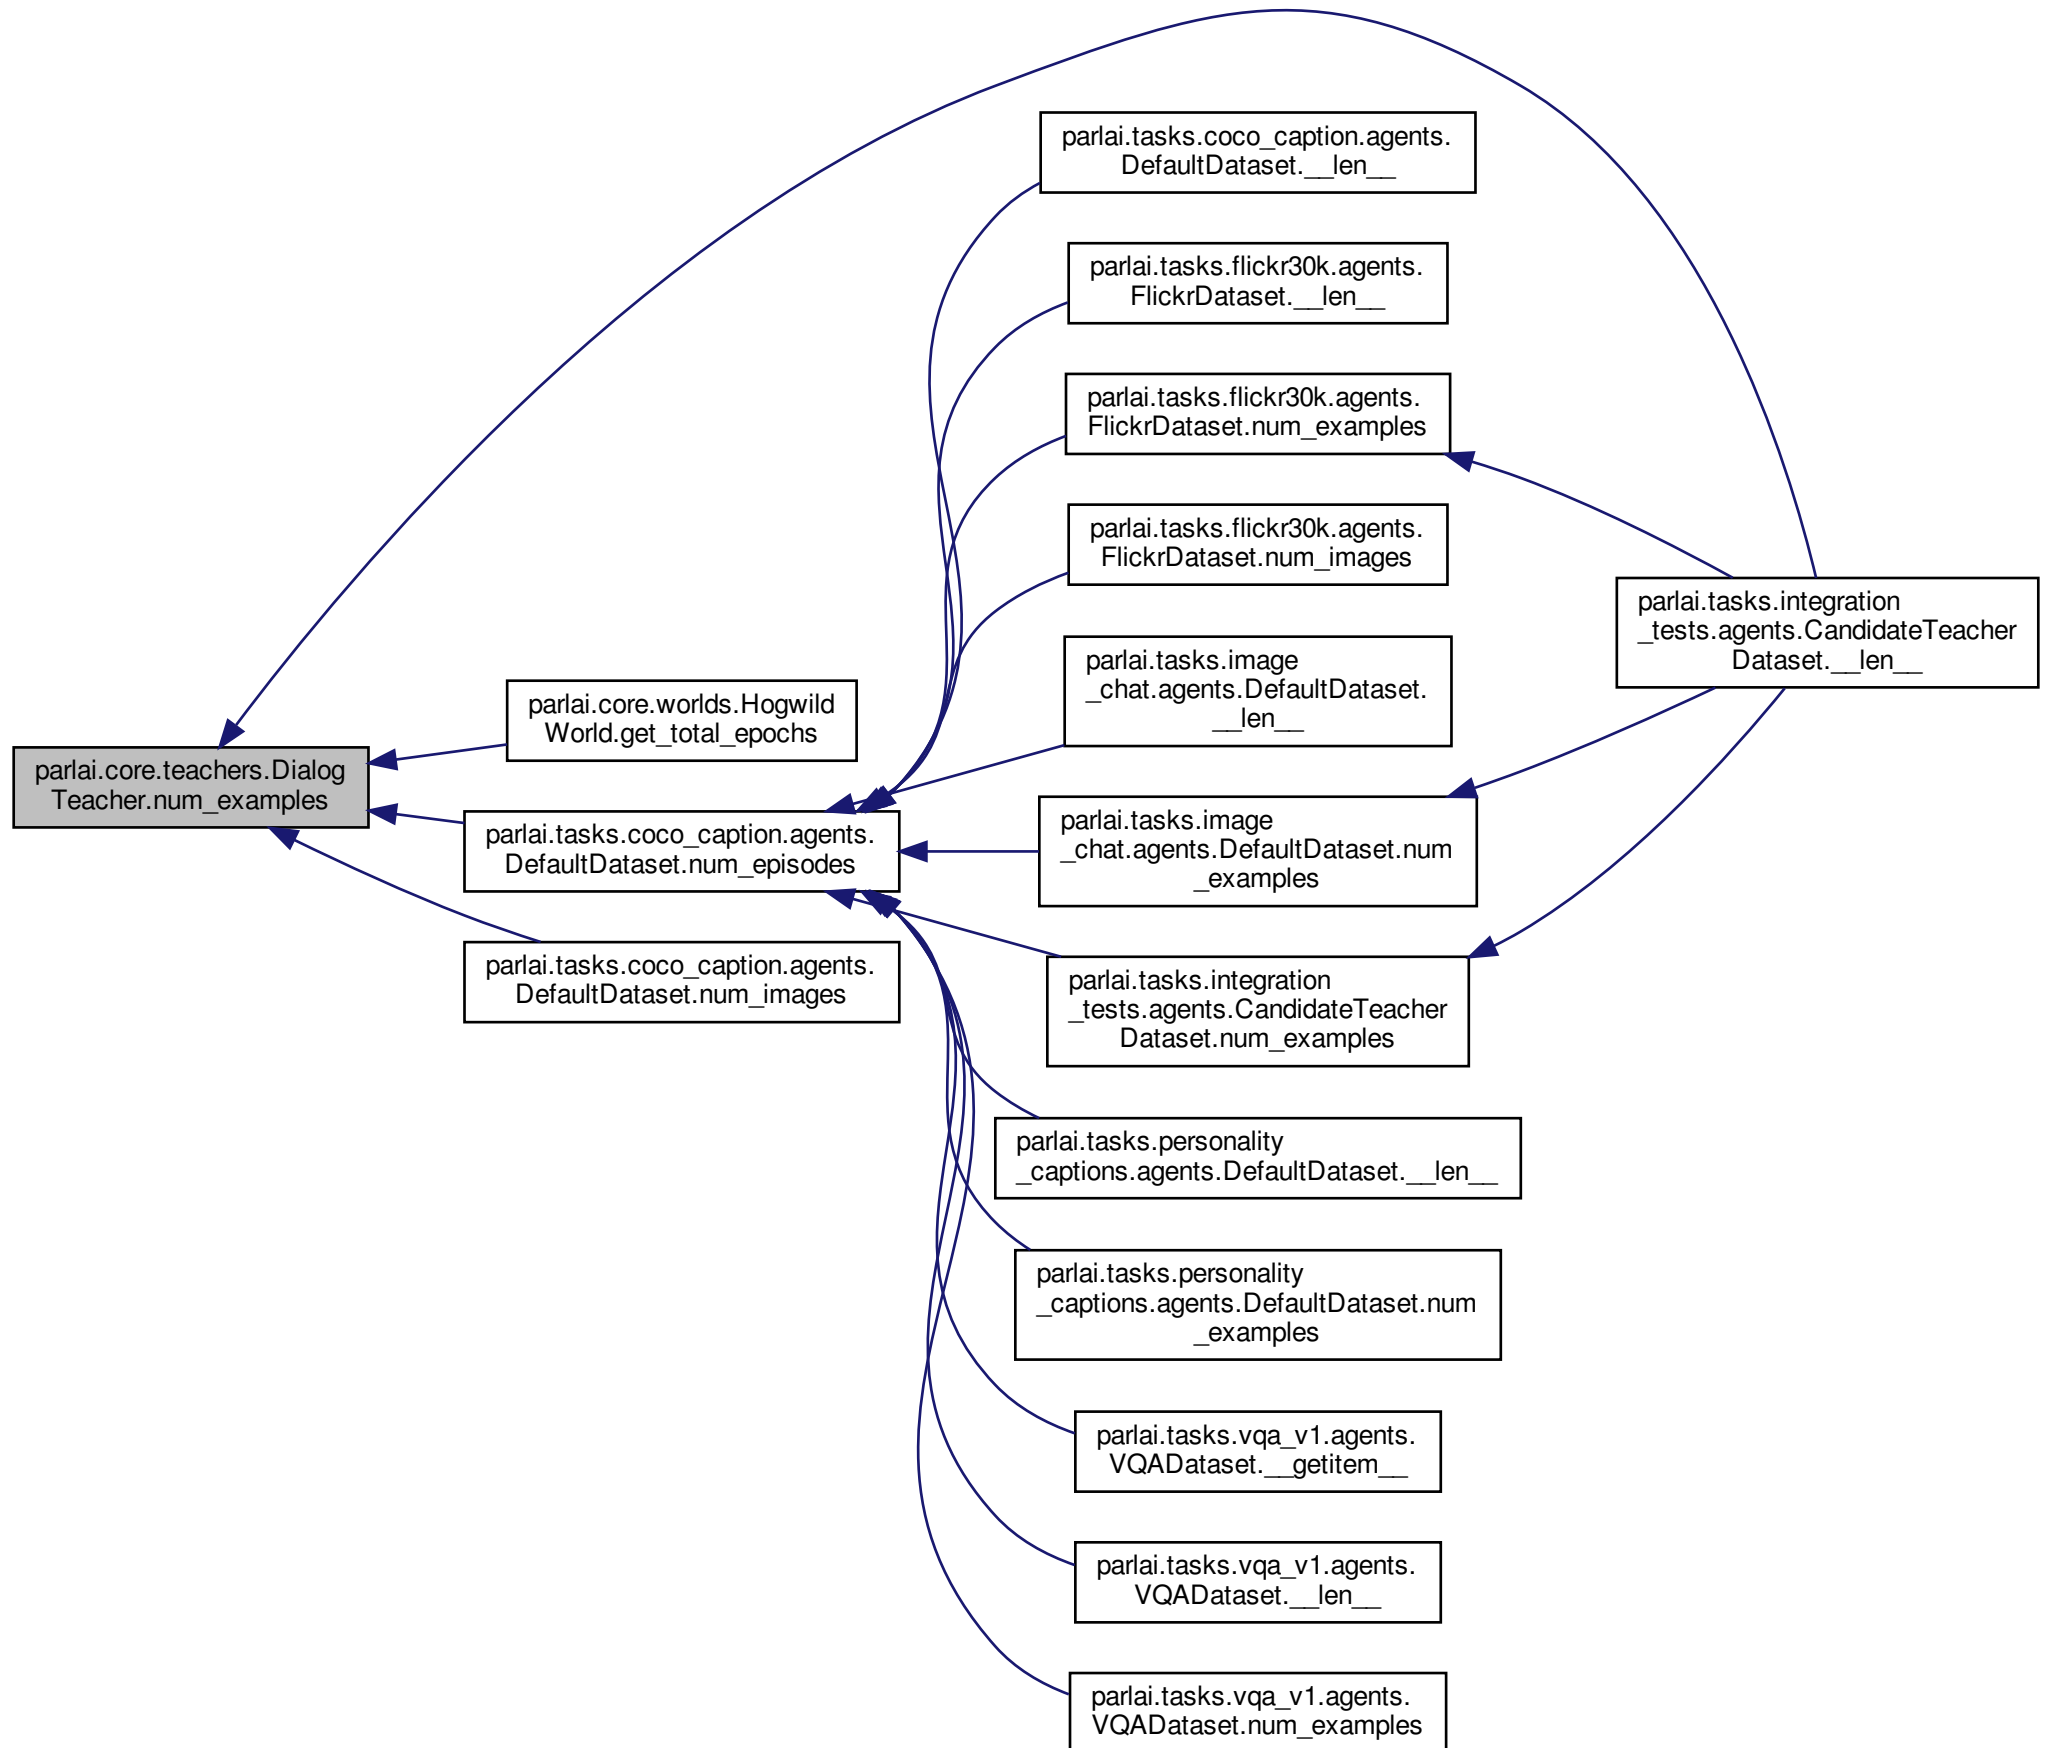 parlai.core.teachers.Dialog
Teacher.num_examples
parlai.core.worlds.Hogwild
World.get_total_epochs
parlai.tasks.coco_caption.agents.
DefaultDataset.num_episodes
parlai.tasks.coco_caption.agents.
DefaultDataset.num_images
parlai.tasks.coco_caption.agents.
DefaultDataset.__len__
parlai.tasks.flickr30k.agents.
FlickrDataset.__len__
parlai.tasks.flickr30k.agents.
FlickrDataset.num_examples
parlai.tasks.flickr30k.agents.
FlickrDataset.num_images
parlai.tasks.image
_chat.agents.DefaultDataset.
__len__
parlai.tasks.image
_chat.agents.DefaultDataset.num
_examples
parlai.tasks.integration
_tests.agents.CandidateTeacher
Dataset.num_examples
parlai.tasks.personality
_captions.agents.DefaultDataset.__len__
parlai.tasks.personality
_captions.agents.DefaultDataset.num
_examples
parlai.tasks.vqa_v1.agents.
VQADataset.__getitem__
parlai.tasks.vqa_v1.agents.
VQADataset.__len__
parlai.tasks.vqa_v1.agents.
VQADataset.num_examples
parlai.tasks.integration
_tests.agents.CandidateTeacher
Dataset.__len__